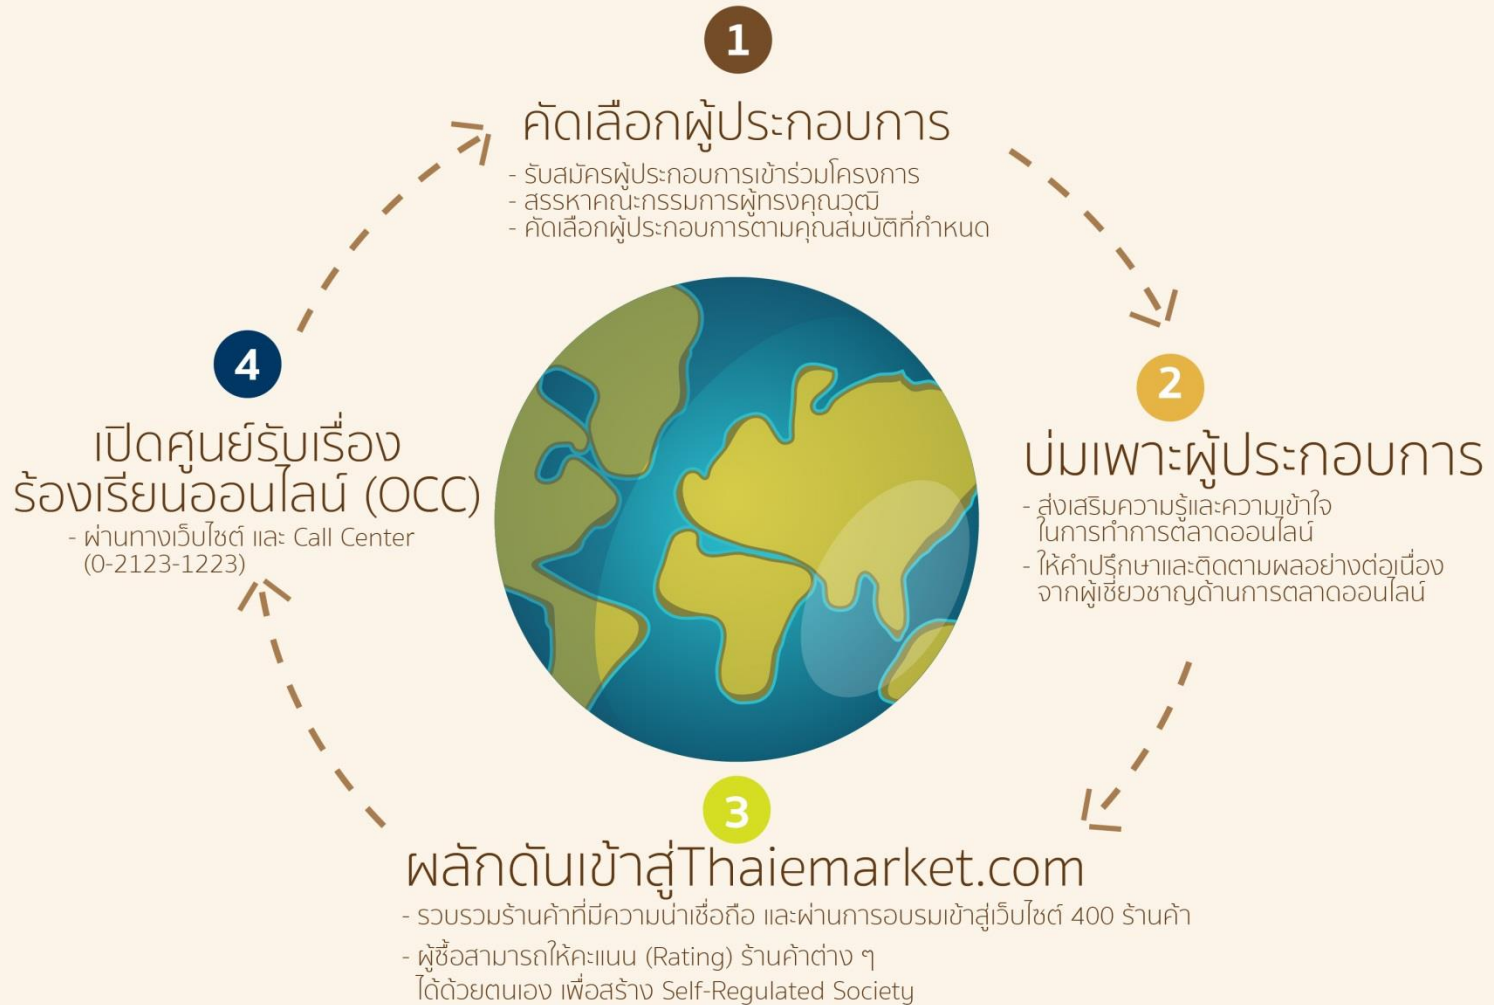 1
คัดเลือกผู้ประกอบการ
- รับสมัครผู้ประกอบการเข้าร่วมโครงการ
- สรรหาคณะกรรมการผู้ทรงคุณวุฒิ
- คัดเลือกผู้ประกอบการตามคุณสมบัติที่กำหนด
2
บ่มเพาะผู้ประกอบการ
- ส่งเสริมความรู้และความเข้าใจ
ในการทำการตลาดออนไลน์
- ให้คำปรึกษาและติดตามผลอย่างต่อเนื่อง
จากผู้เชี่ยวชาญด้านการตลาดออนไลน์
3
ผลักดันเข้าสู่Thaiemarket.com
- รวบรวมร้านค้าที่มีความน่าเชื่อถือ และผ่านการอบรมเข้าสู่เว็บไซต์ 400 ร้านค้า
- ผู้ซื้อสามารถให้คะแนน (Rating) ร้านค้าต่าง ๆ
ได้ด้วยตนเอง เพื่อสร้าง Self-Regulated Society
4
เปิดศูนย์รับเรื่อง
ร้องเรียนออนไลน์ (OCC)
- ผ่านทางเว็บไซต์ และ Call Center
(0-2123-1223)